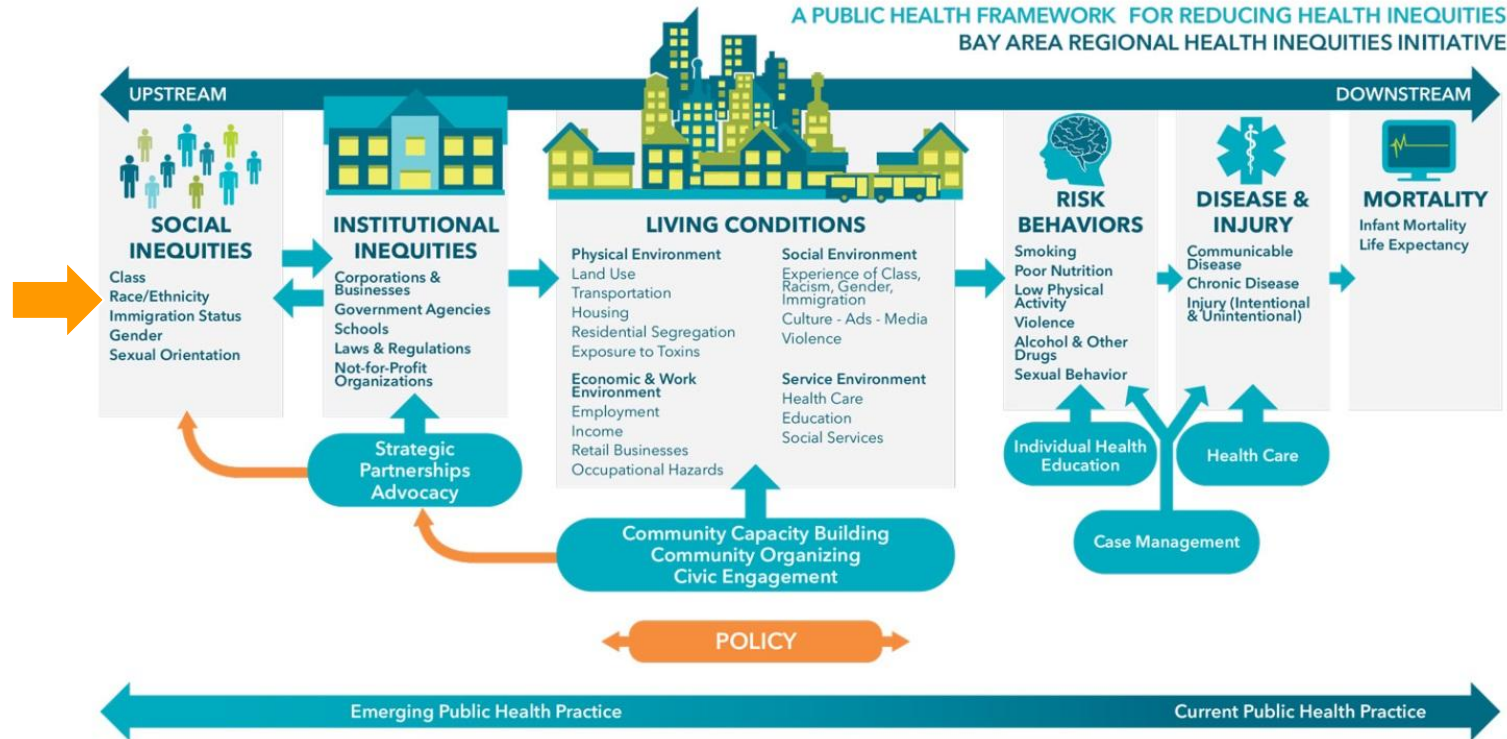 A PUBLIC HEALTH FRAMEWORK FOR REDUCING HEALTH INEQUITIES
BAY AREA REGIONAL HEALTH INEQUITIES INITIATIVE
UPSTREAM
DOWNSTREAM
SOCIAL
INEQUITIES
Class
Race/Ethnicity
Immigration Status
Gender
Sexual Orientation
INSTITUTIONAL
INEQUITIES
Corporations &
Businesses
Government Agencies
Schools
Laws & Regulations
Not-for-Profit
Organizations
Strategic
Partnerships
Advocacy
LIVING CONDITIONS
Physical Environment
Land Use
Transportation
Housing
Residential Segregation
Exposure to Toxins
Economic & Work
Environment
Employment
Income
Retail Businesses
Occupational Hazards
Social Environment
Experience of Class,
Racism, Gender,
Immigration
Culture - Ads - Media
Violence
Service Environment
Health Care
Education
Social Services
Community Capacity Building
Community Organizing
Civic Engagement
RISK
BEHAVIORS
Smoking
Poor Nutrition
Low Physical
Activity
Violence
Alcohol & Other
Drugs
Sexual Behavior
Individual Health
Education
DISEASE &
INJURY
Communicable
Disease
Chronic Disease
Injury (Intentional
& Unintentional)
Health Care
Case Management
MORTALITY
Infant Mortality
Life Expectancy
POLICY
Emerging Public Health Practice
Current Public Health Practice